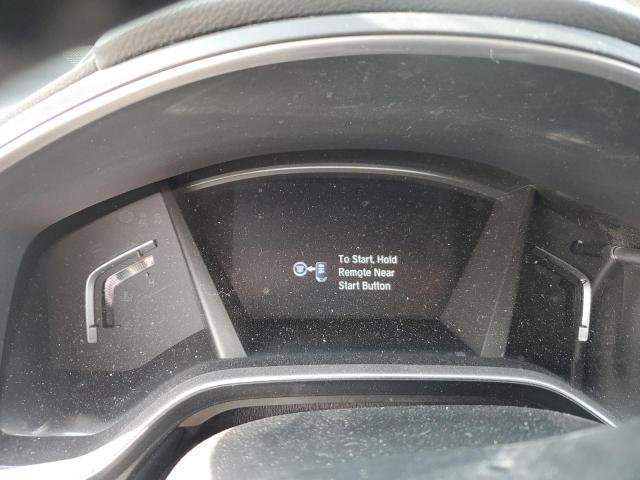 To Start, Hold
Remote Near
Start Button